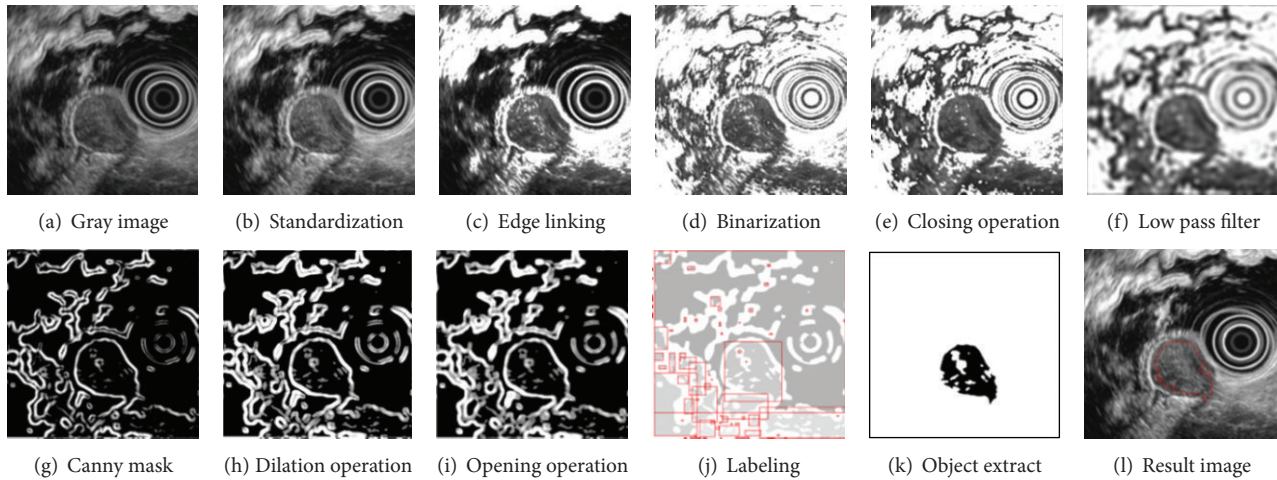 (a) Gray image
(b) Standardization
(c) Edge linking
(d) Binarization
(e) Closing operation
(f) Low pass filter
(g) Canny mask
(h) Dilation operation
(i) Opening operation
(j) Labeling
(k) Object extract
(l) Result image